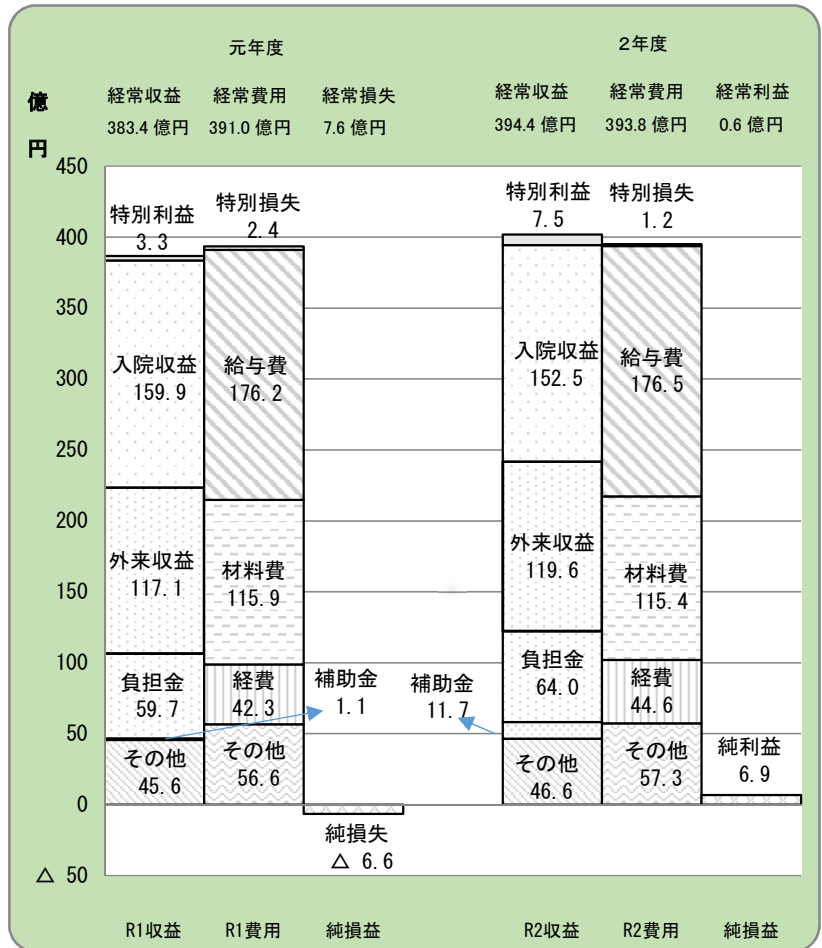 元年度
2年度
億円
経常収益
383.4 億円
経常費用
391.0 億円
経常損失
7.6 億円
経常収益
394.4 億円
経常費用
393.8 億円
経常利益
0.6 億円
450
400
350
300
250
200
150
100
50
0
△ 50
特別利益
3.3
入院収益
159.9
外来収益
117.1
負担金
59.7
その他
45.6
特別損失
2.4
給与費
176.2
材料費
115.9
経費
42.3
その他
56.6
補助金
1.1
純損失
△ 6.6
補助金
11.7
特別利益
7.5
入院収益
152.5
外来収益
119.6
負担金
64.0
その他
46.6
特別損失
1.2
給与費
176.5
材料費
115.4
経費
44.6
その他
57.3
純利益
6.9
R1収益
R1費用
純損益
R2収益
R2費用
純損益